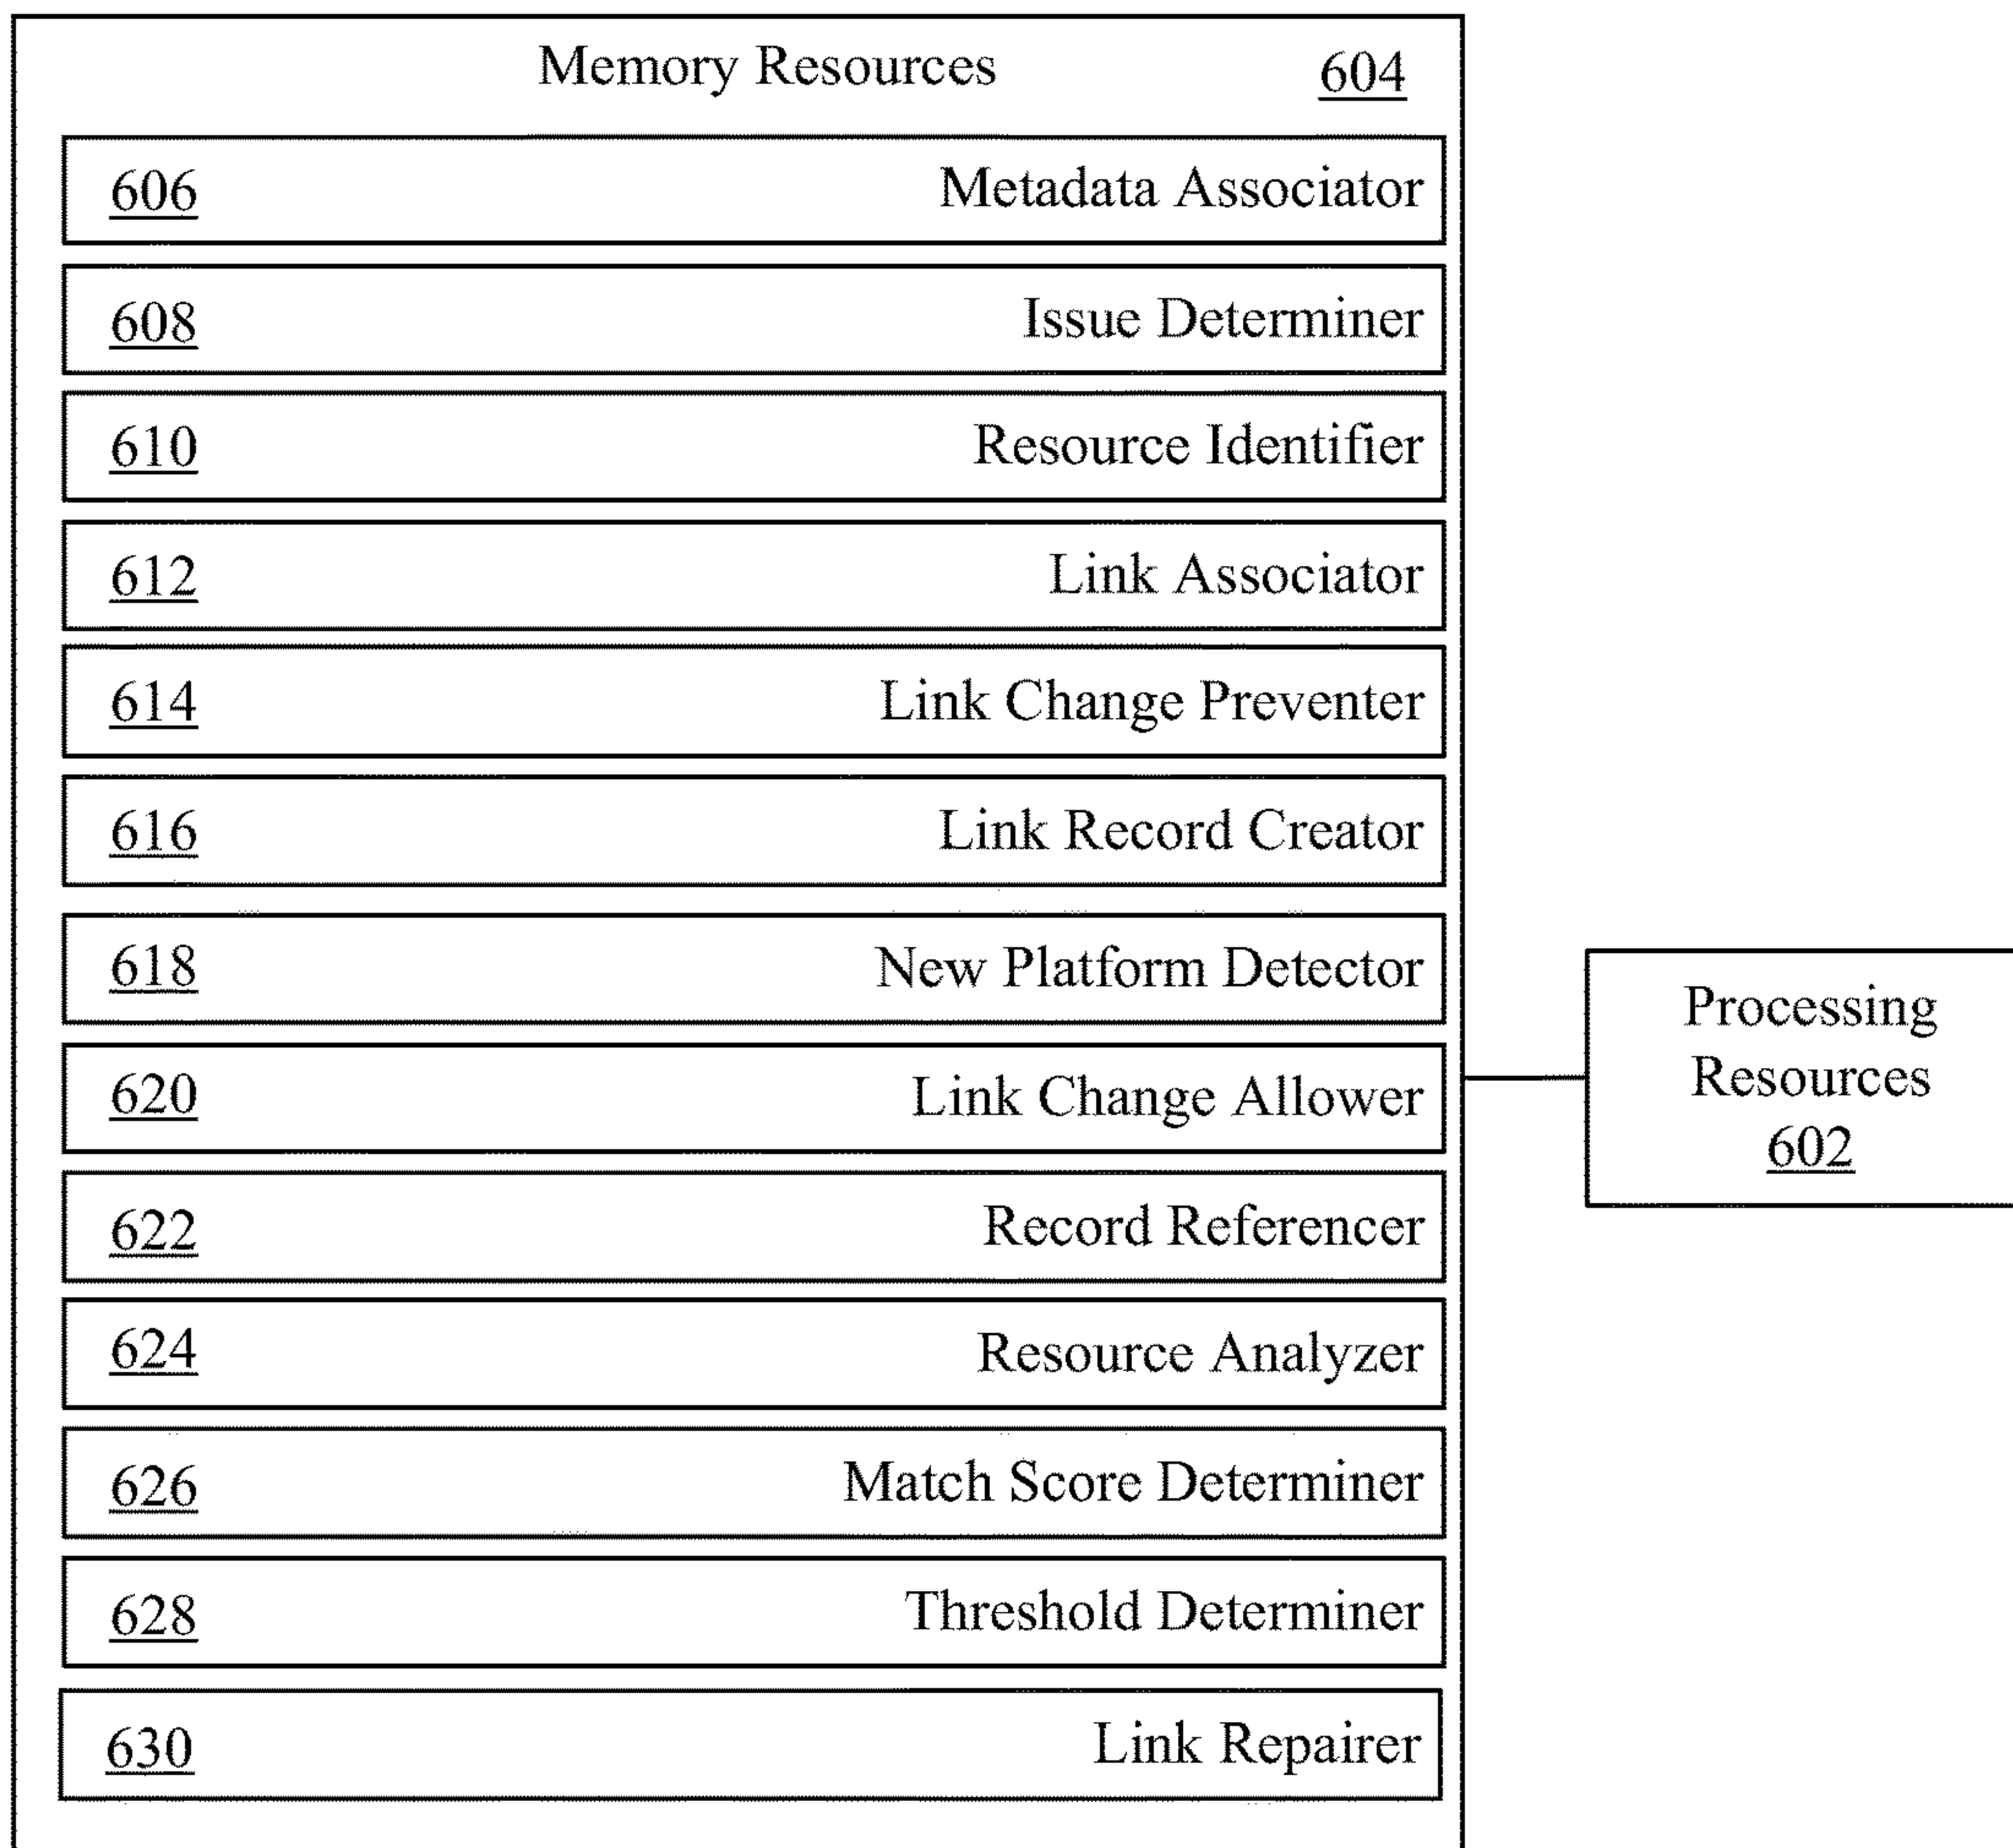 Memory Resources 604
606 Metadata Associator
608 Issue Determiner
610 Resource Identifier
612 Link Associator
614 Link Change Preventer
616 Link Record Creator
618 New Platform Detector
620 Link Change Allower
622 Record Referencer
624 Resource Analyzer
626 Match Score Determiner
628 Threshold Determiner
630 Link Repairer
Processing
Resources
602